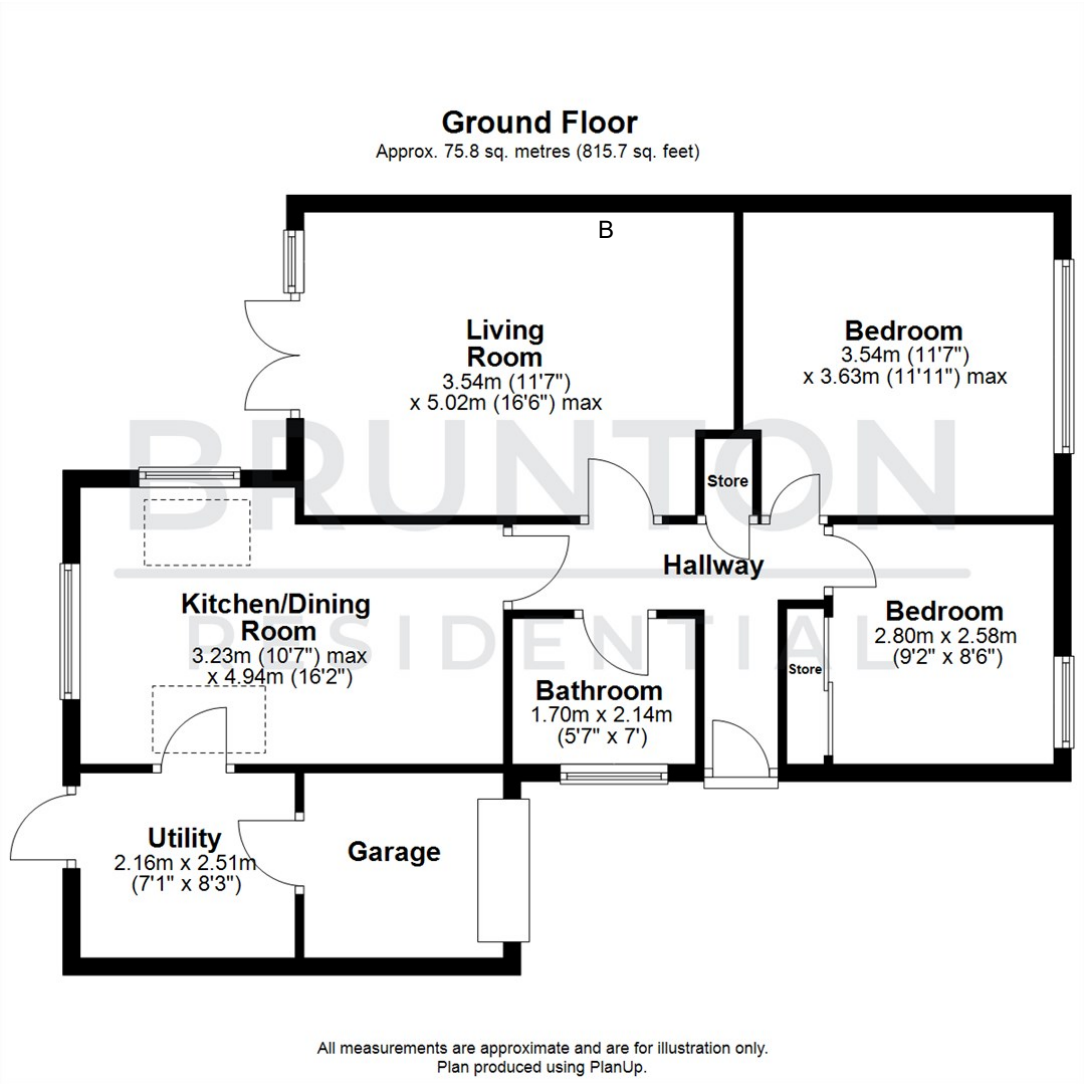 Ground Floor
Approx. 75.8 sq. metres (815.7 sq. feet)
B
Living
Room
3.54m (11'7")
x 5.02m (16'6") max
Bedroom
3.54m (11'7")
x 3.63m (11'11") max
BRUNTON
RESIDENTIAL
Store
Hallway
Kitchen/Dining
Room
3.23m (10'7") max
x 4.94m (16'2")
Bedroom
2.80m x 2.58m
(9'2" x 8'6")
Store
Bathroom
1.70m x 2.14m
(5'7" x 7')
Utility
2.16m x 2.51m
(7'1" x 8'3")
Garage
All measurements are approximate and are for illustration only.
Plan produced using PlanUp.